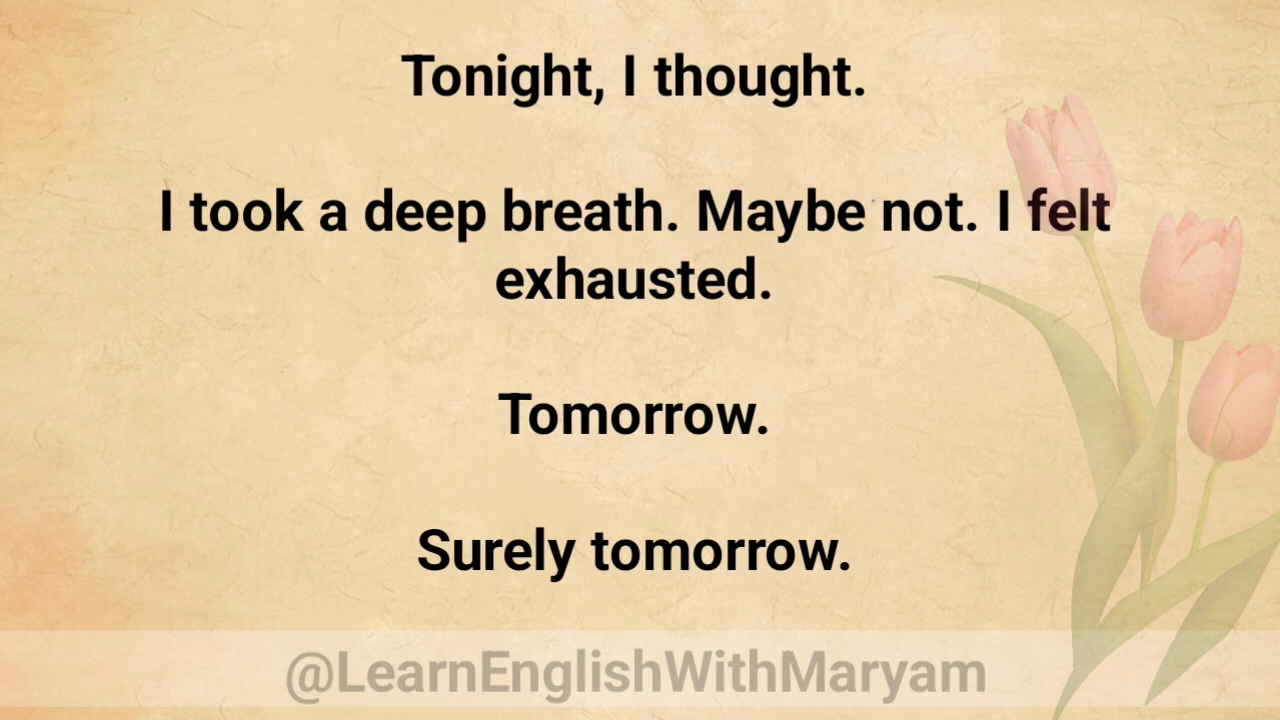 Tonight, I thought.
I took a deep breath. Maybe not. I felt
exhausted.
Tomorrow.
Surely tomorrow.
@LearnEnglishWithMaryam